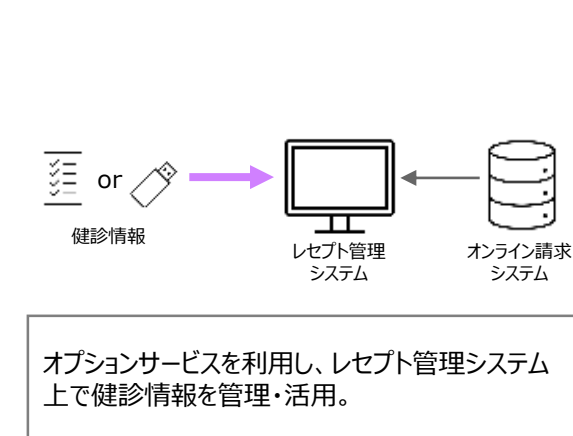 or
健診情報
レセプト管理
システム
オンライン請求
システム
オプションサービスを利用し、レセプト管理システム
上で健診情報を管理・活用。